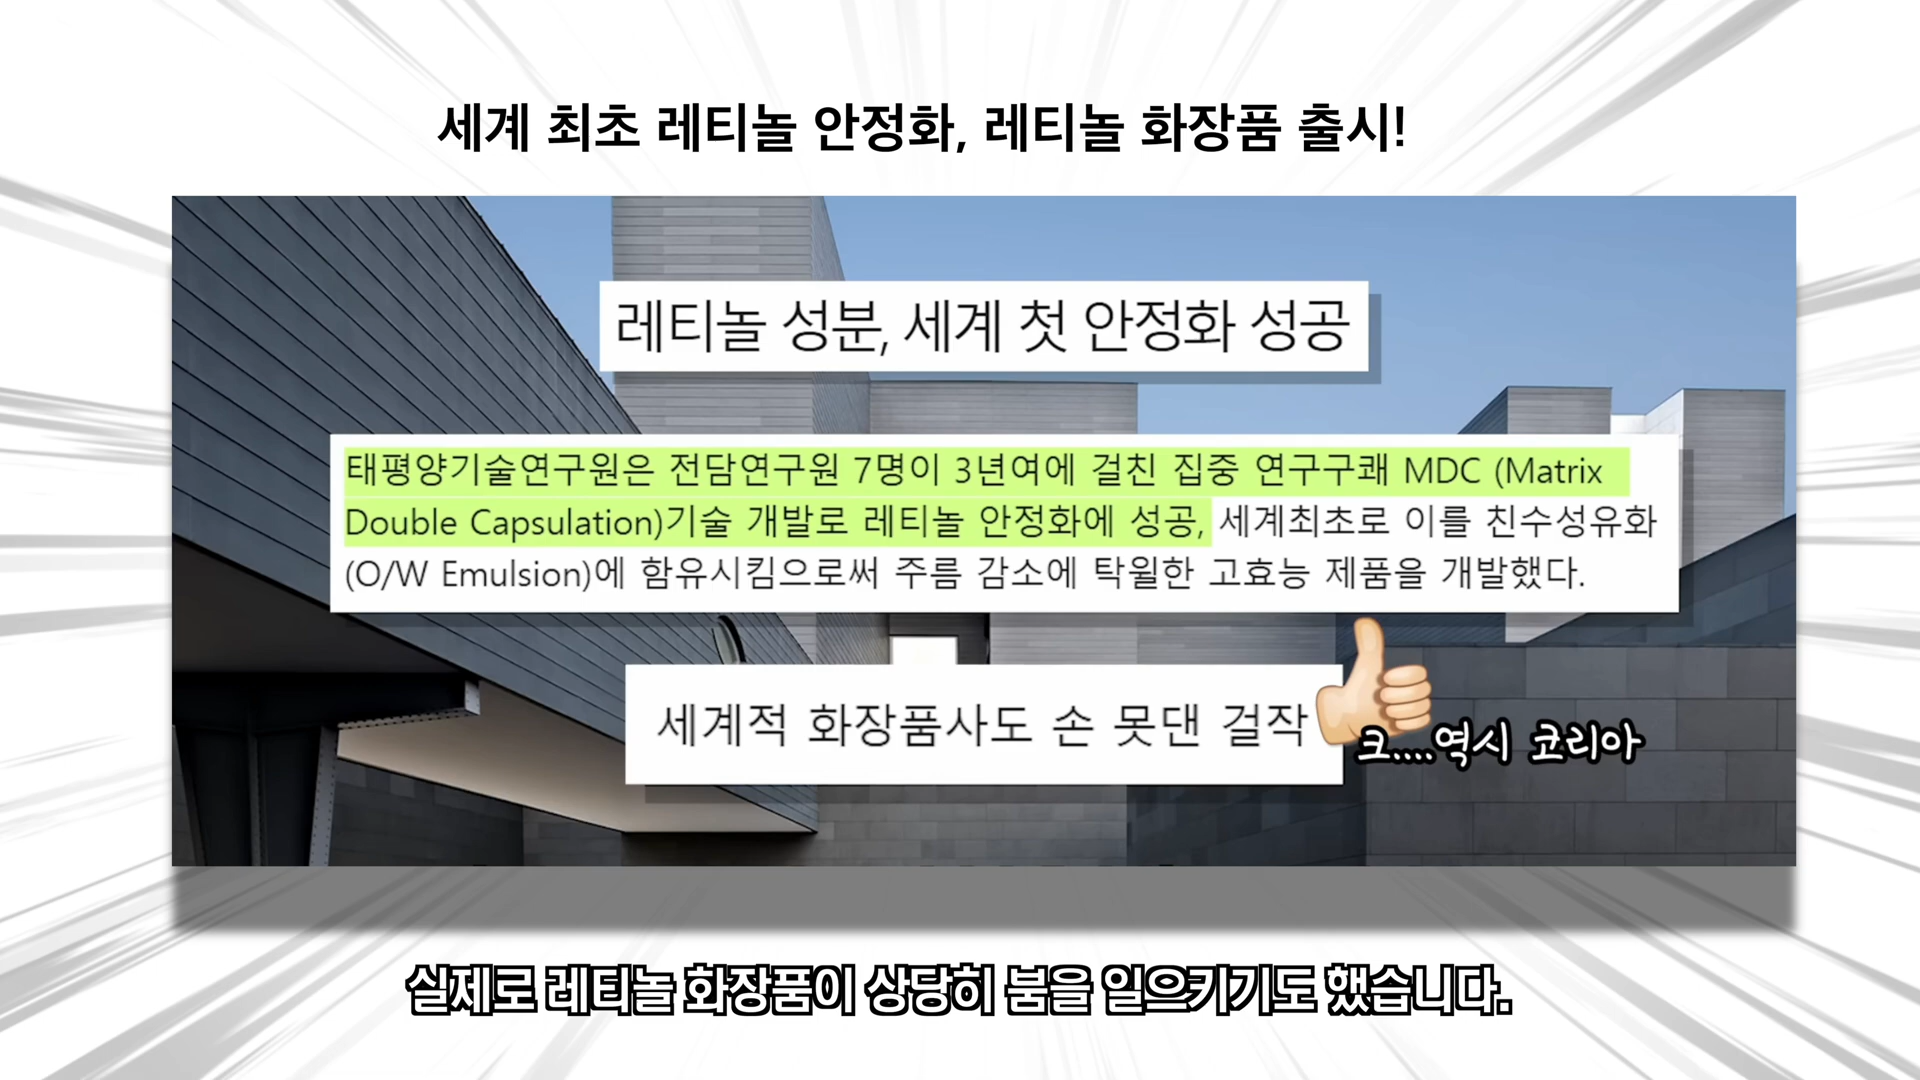 세계 최초 레티놀 안정화, 레티놀 화장품 출시!
레티놀 성분, 세계 첫 안정화 성공
태평양기술연구원은 전담연구원 7명이 3년여에 걸친 집중 연구구쾌 MDC (Matrix
Double Capsulation)기술 개발로 레티놀 안정화에 성공, 세계최초로 이를 친수성유화
(O/W Emulsion)에 함유시킴으로써 주름 감소에 탁윌한 고효능 제품을 개발했다.
세계적 화장품사도 손 못댄 걸작
크....역시 코리아
실제로 레티놀 화장품이 상당히 붐을 일으키기도 했습니다.